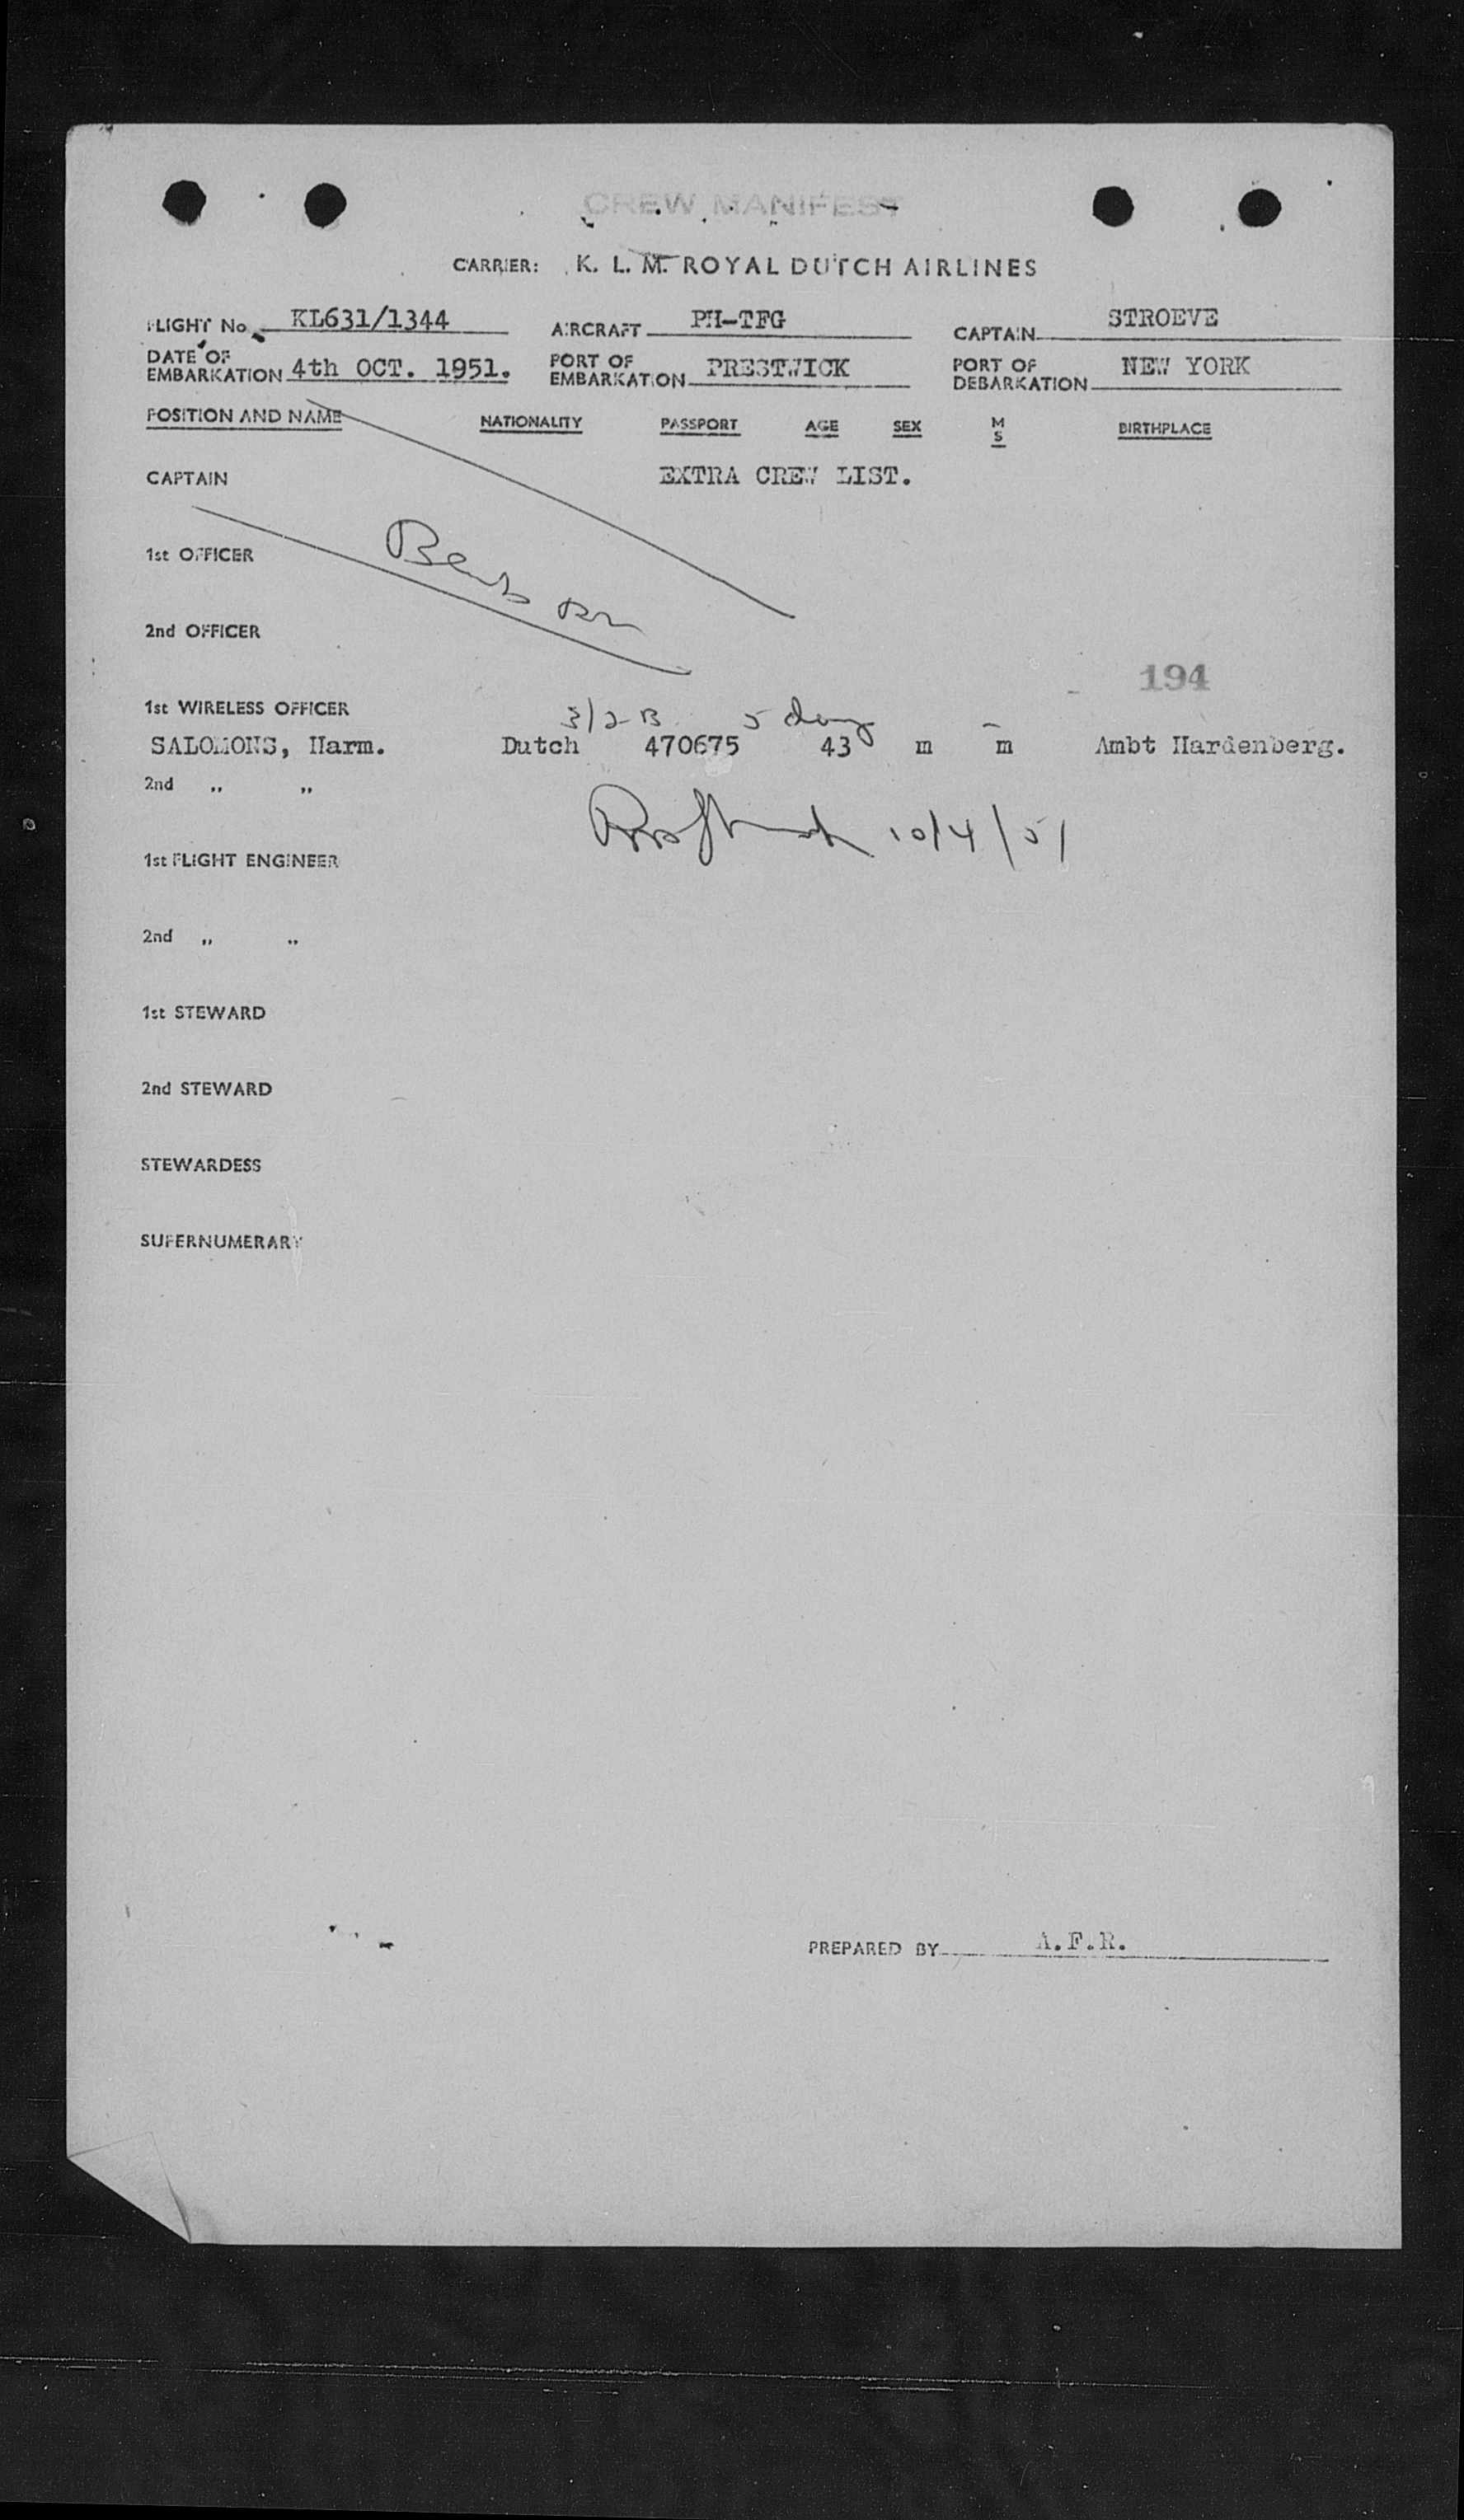 CREW MANIFEST
CARRIER: K. L. M. ROYAL DUTCH AIRLINES
FLIGHT No. KL631/1344 AIRCRAFT PH-TFG CAPTAIN STROEVE
DATE OF EMBARKATION 4th OCT. 1951. PORT OF EMBARKATION PRESTWICK PORT OF DEBARKATION NEW YORK
POSITION AND NAME NATIONALITY PASSPORT AGE SEX M S BIRTHPLACE
CAPTAIN EXTRA CREW LIST.
1st OFFICER
2nd OFFICER
194
1st WIRELESS OFFICER
3/2 B 5 days
SALOMONS, Harm. Dutch 470675 43 m m Ambt Hardenberg.
2nd „ „
10/4/51
1st FLIGHT ENGINEER
2nd „ „
1st STEWARD
2nd STEWARD
STEWARDESS
SUPERNUMERARY
PREPARED BY A.F.R.